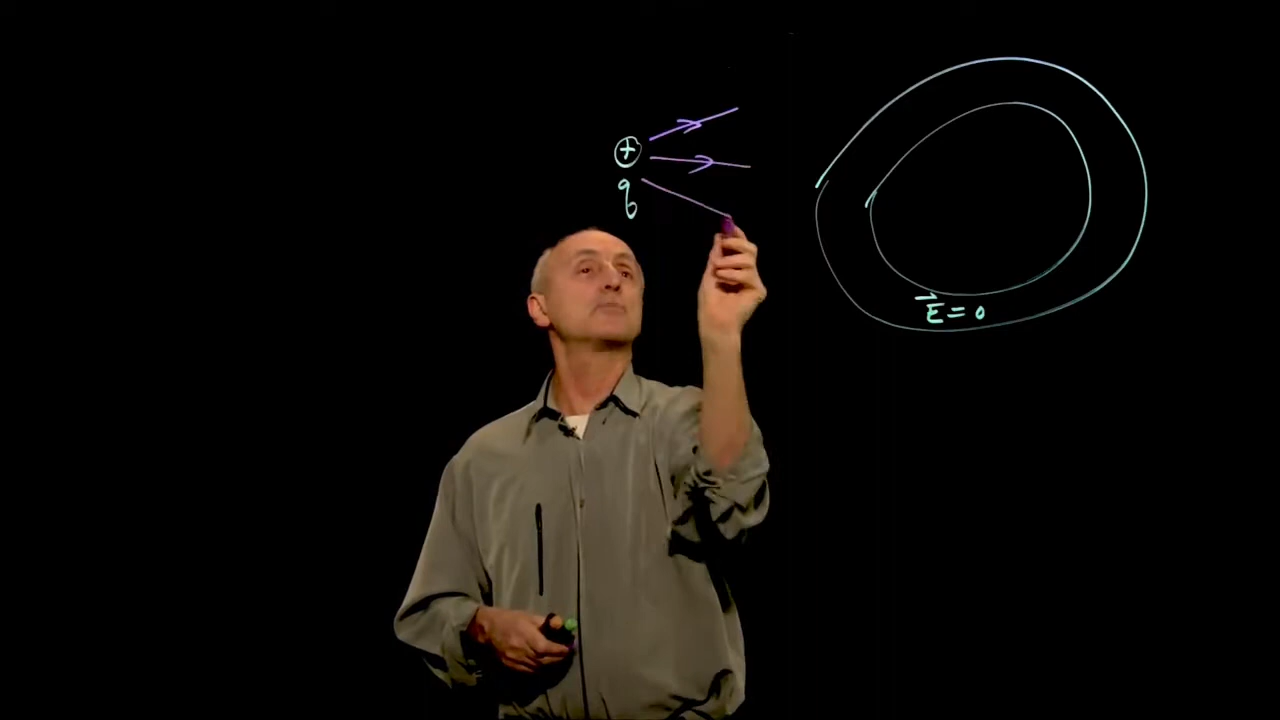 +
q
E⃗ = 0